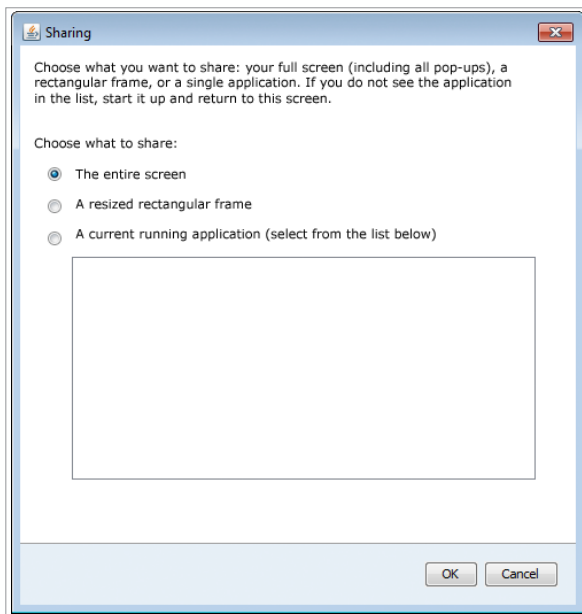 Sharing
Choose what you want to share: your full screen (including all pop-ups), a
rectangular frame, or a single application. If you do not see the application
in the list, start it up and return to this screen.
Choose what to share:
The entire screen
A resized rectangular frame
A current running application (select from the list below)
OK Cancel